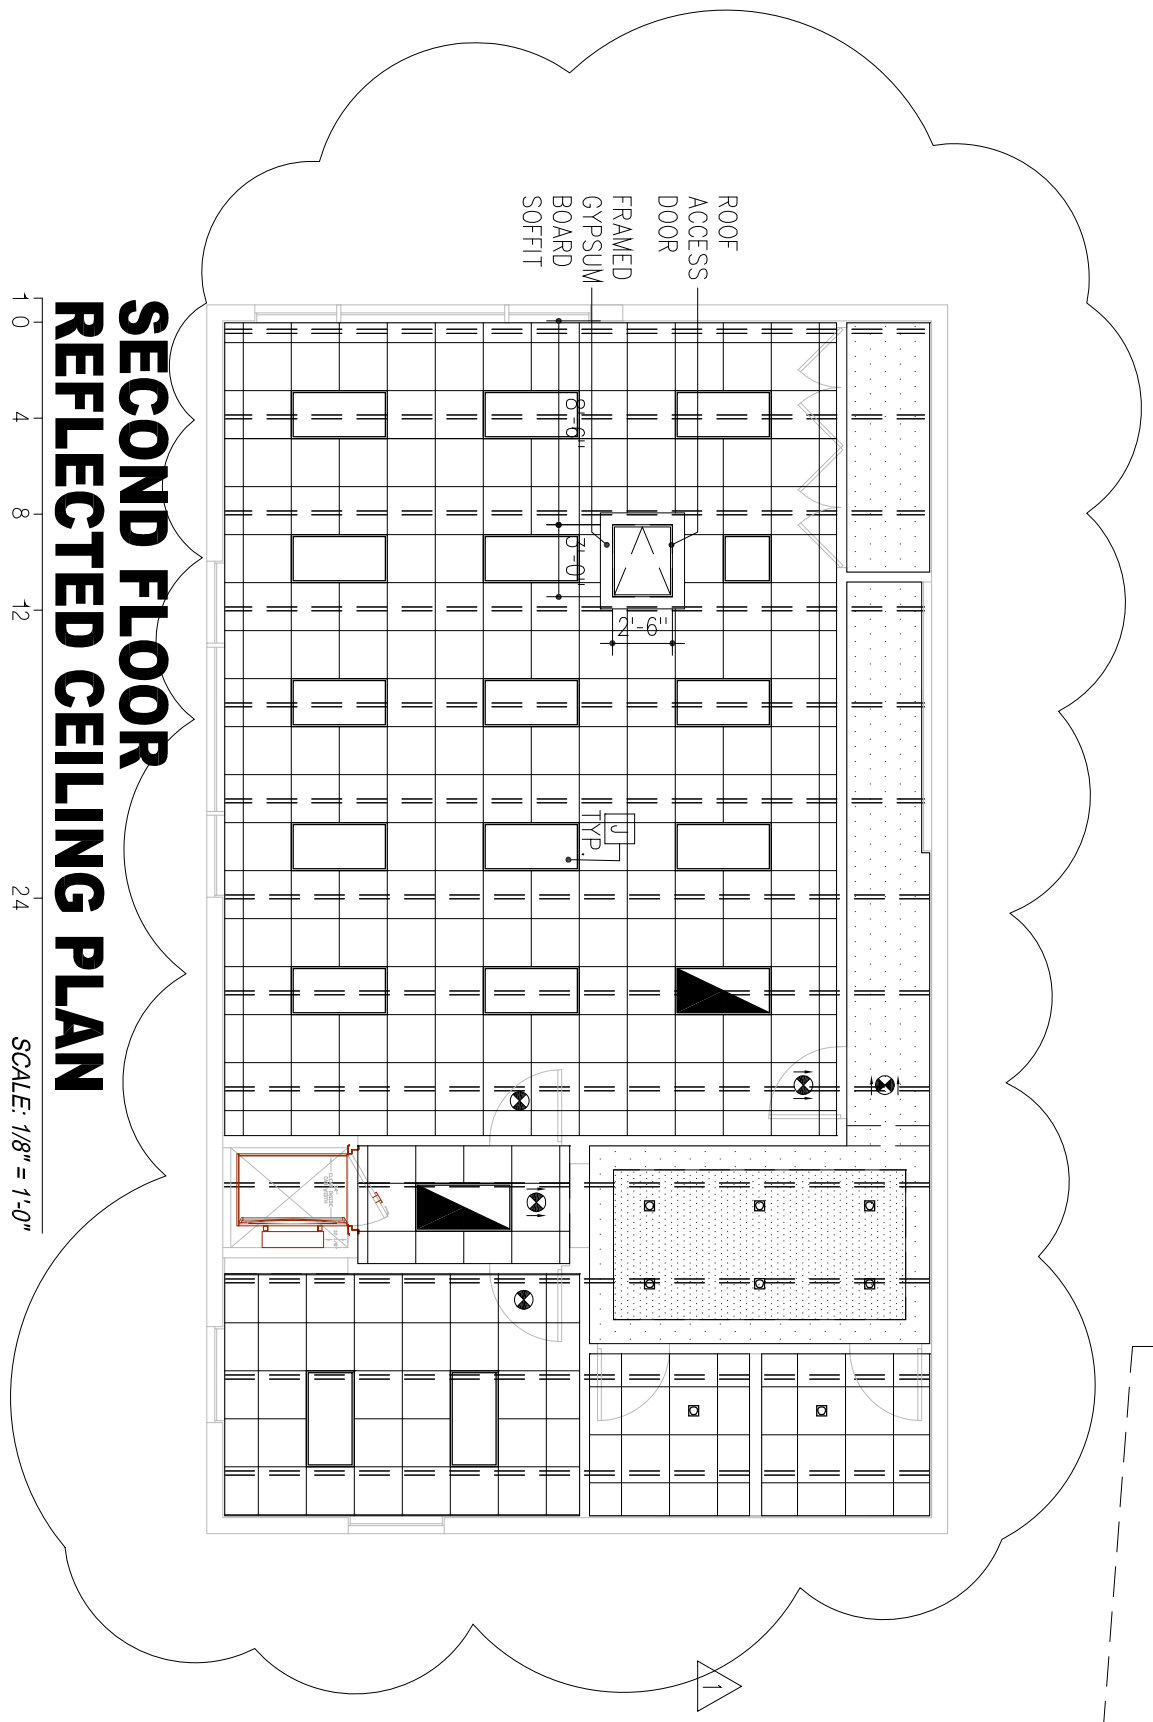 ROOF
ACCESS
DOOR
FRAMED
GYPSUM
BOARD
SOFFIT
8'-6"
3'-0"
2'-6"
J
TYP.
SECOND FLOOR
REFLECTED CEILING PLAN
1 0 4 8 12 24
SCALE: 1/8" = 1'-0"
1